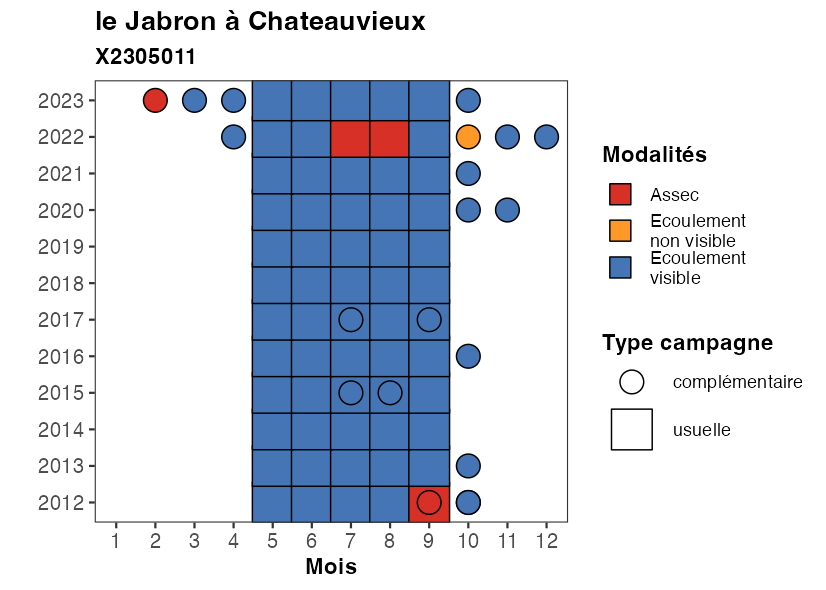 le Jabron à Chateauvieux
X2305011
2023
2022
2021
2020
2019
2018
2017
2016
2015
2014
2013
2012
1 2 3 4 5 6 7 8 9 10 11 12
Mois
Modalités
Assec
Ecoulement
non visible
Ecoulement
visible
Type campagne
complémentaire
usuelle